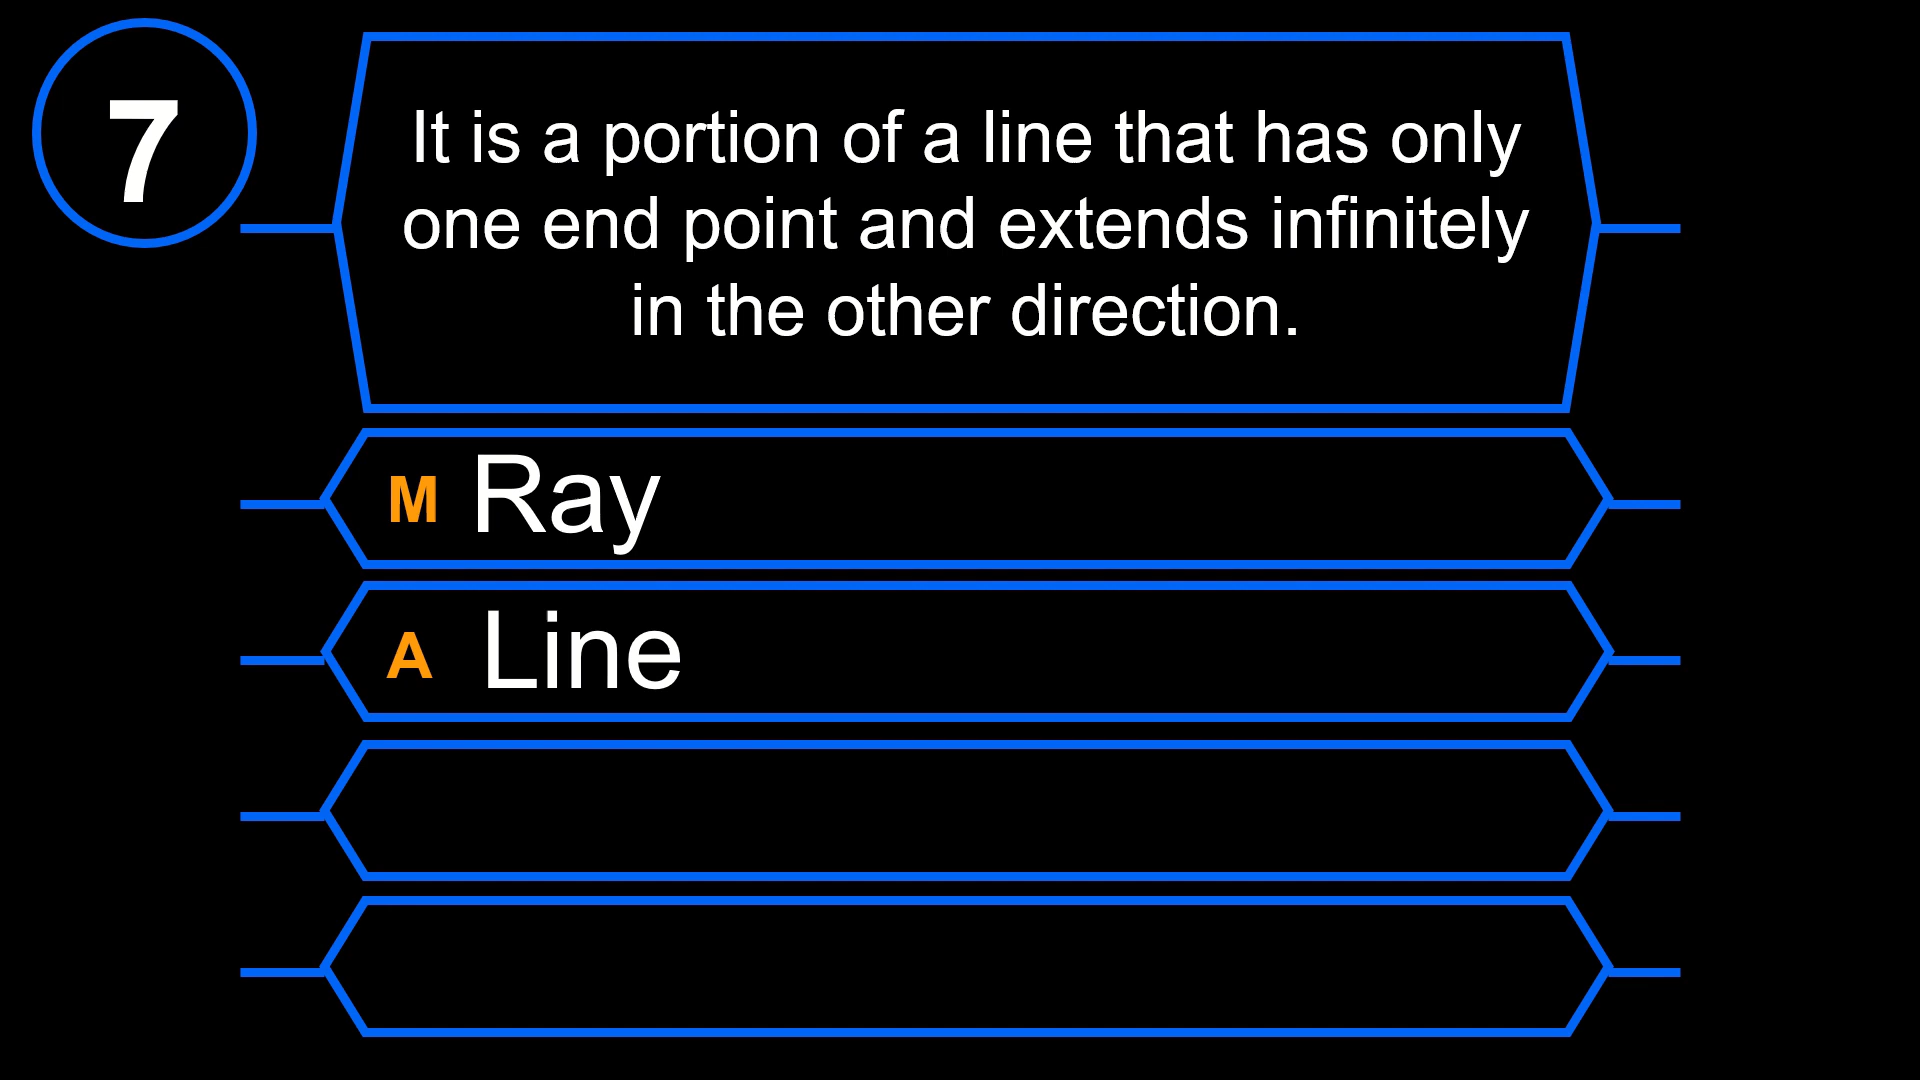 7
It is a portion of a line that has only
one end point and extends infinitely
in the other direction.
M Ray
A Line